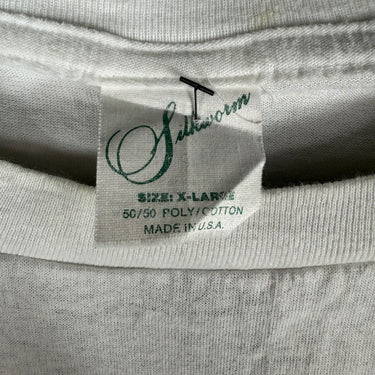 Silkworm
SIZE: X-LARGE
50/50 POLY/COTTON
MADE IN U.S.A.